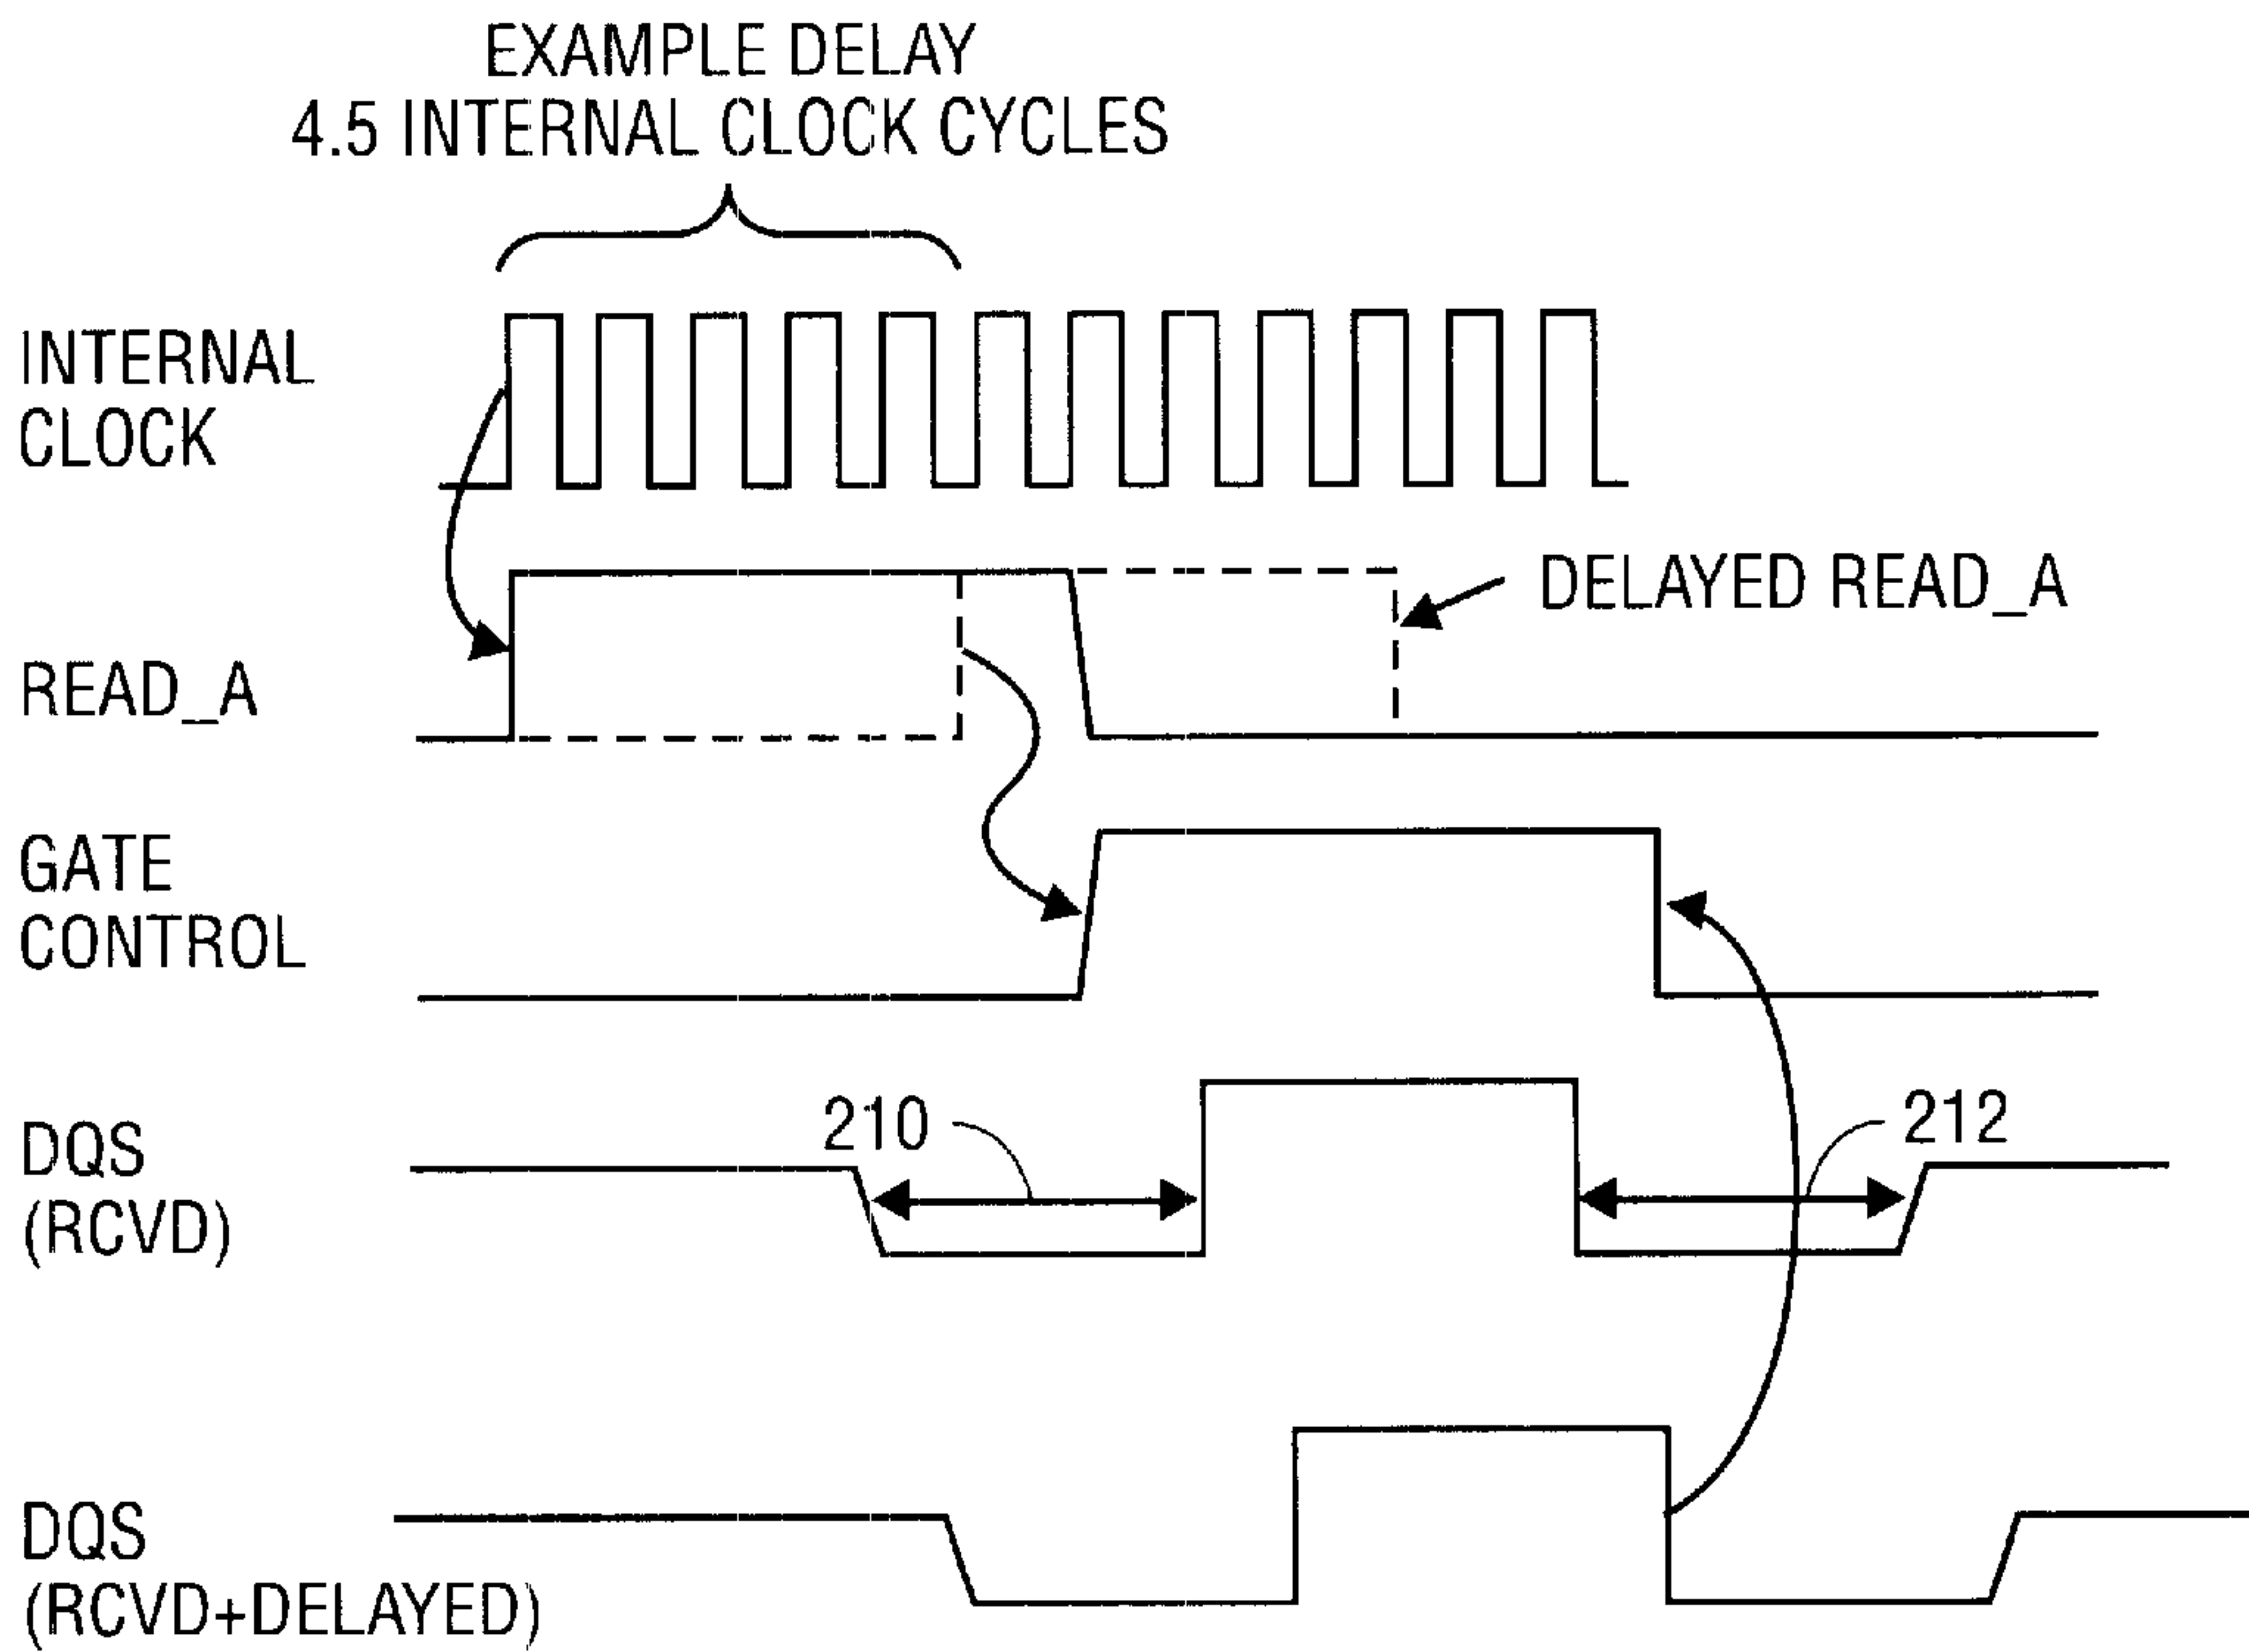 EXAMPLE DELAY
4.5 INTERNAL CLOCK CYCLES
INTERNAL
CLOCK
DELAYED READ_A
READ_A
GATE
CONTROL
210
212
DQS
(RCVD)
DQS
(RCVD+DELAYED)